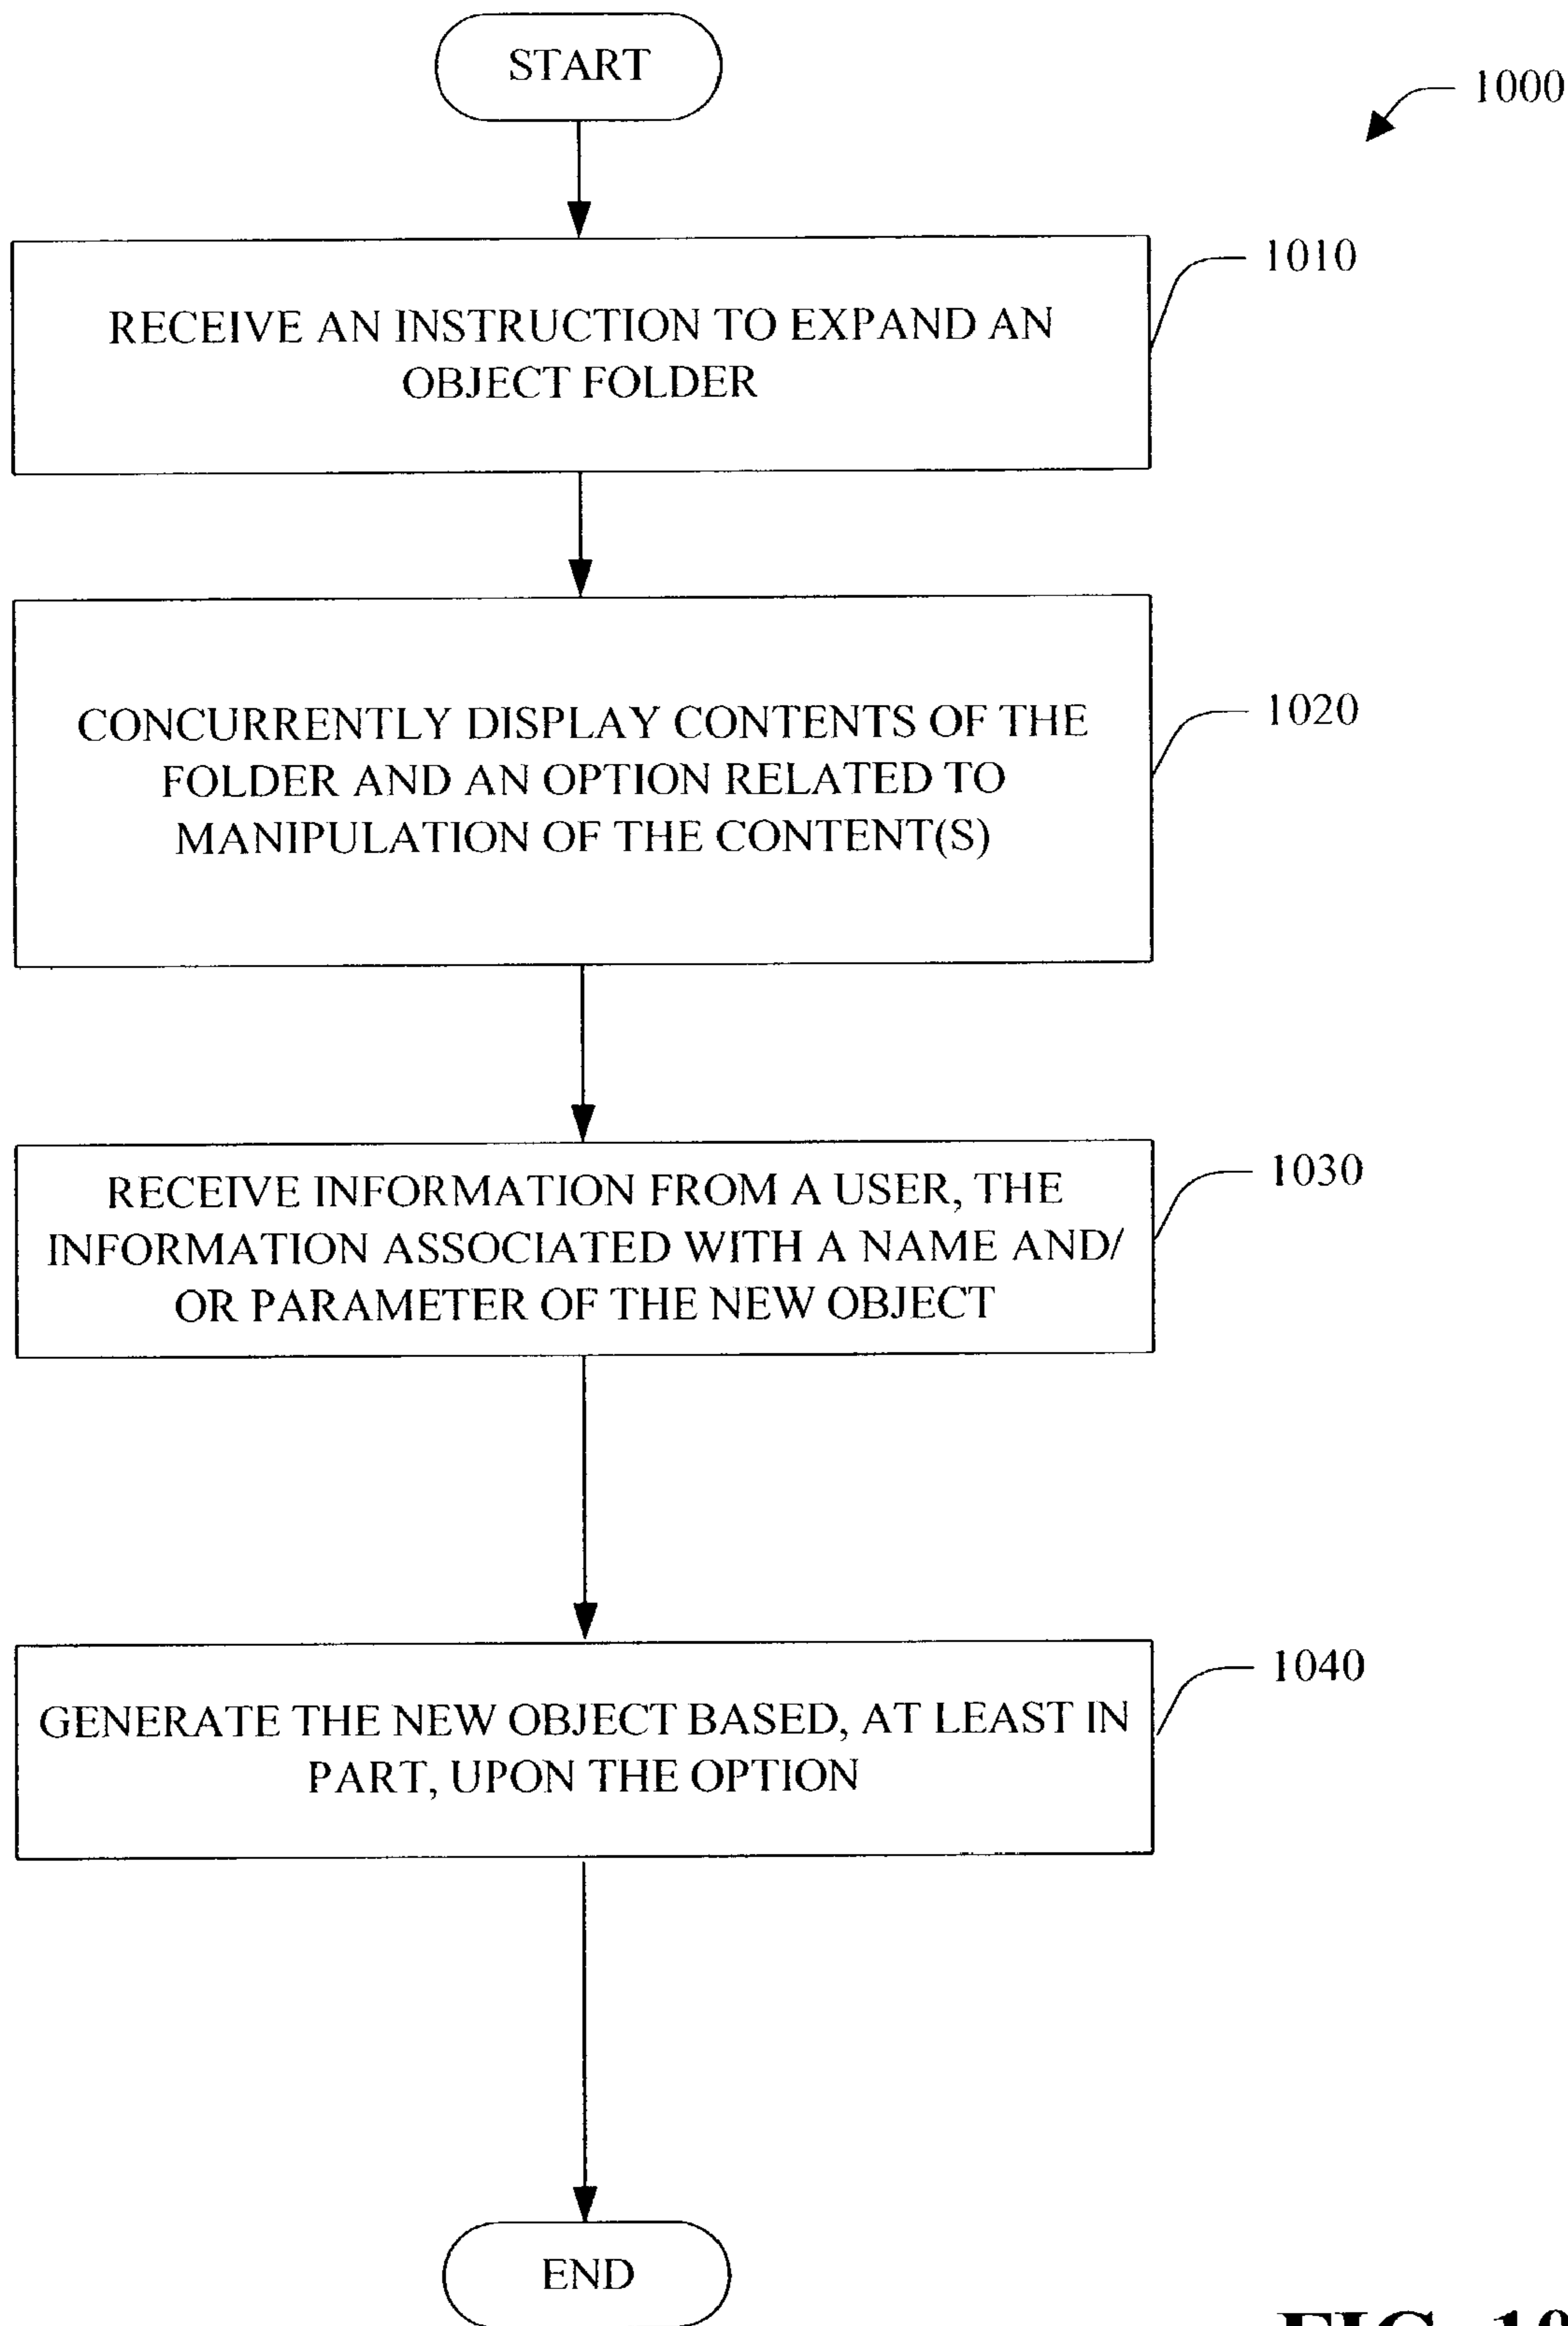 START
1000
1010
RECEIVE AN INSTRUCTION TO EXPAND AN
OBJECT FOLDER
1020
CONCURRENTLY DISPLAY CONTENTS OF THE
FOLDER AND AN OPTION RELATED TO
MANIPULATION OF THE CONTENT(S)
1030
RECEIVE INFORMATION FROM A USER, THE
INFORMATION ASSOCIATED WITH A NAME AND/
OR PARAMETER OF THE NEW OBJECT
1040
GENERATE THE NEW OBJECT BASED, AT LEAST IN
PART, UPON THE OPTION
END
FIG. 10